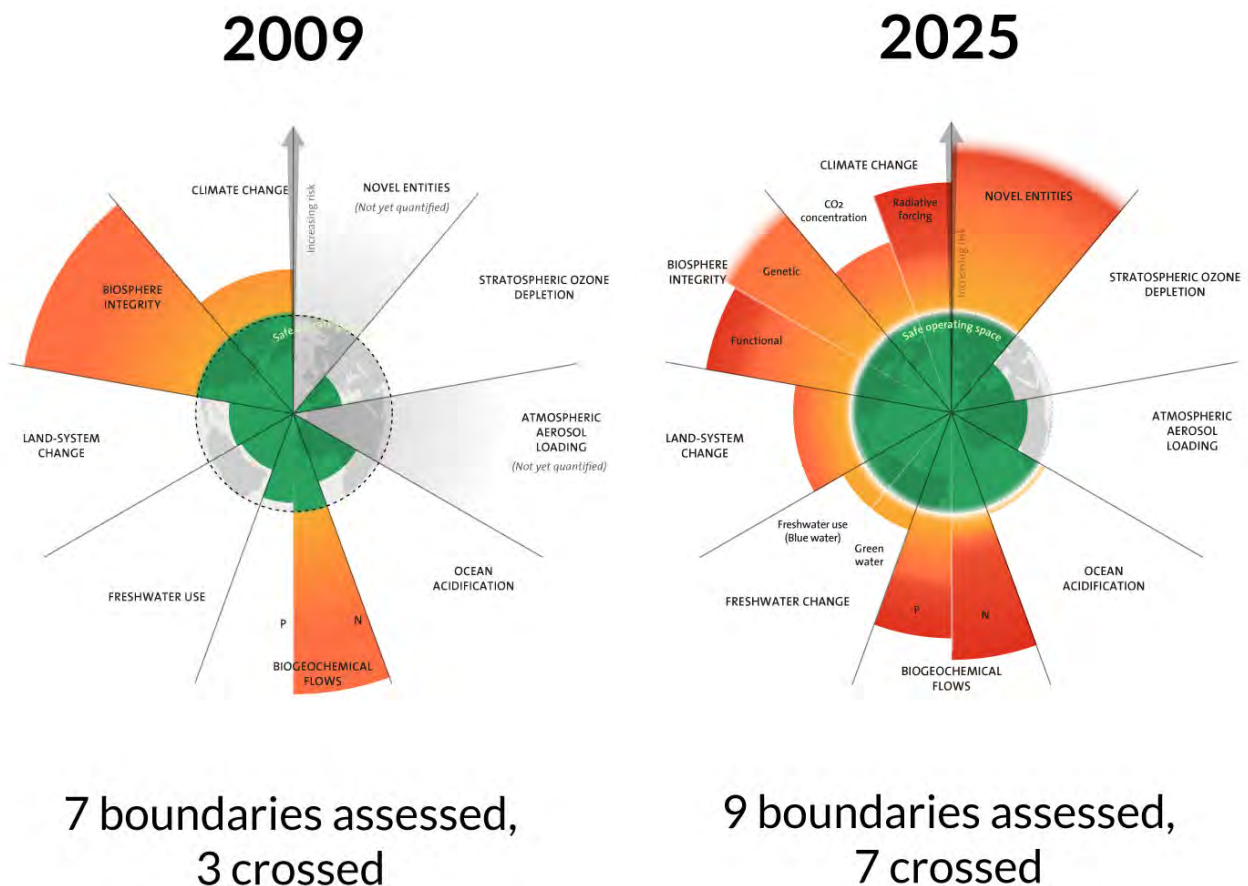 2009
CLIMATE CHANGE
Increasing risk
NOVEL ENTITIES
(Not yet quantified)
STRATOSPHERIC OZONE
DEPLETION
BIOSPHERE
INTEGRITY
Safe
ATMOSPHERIC
AEROSOL
LOADING
(Not yet quantified)
LAND-SYSTEM
CHANGE
OCEAN
ACIDIFICATION
FRESHWATER USE
P
N
BIOGEOCHEMICAL
FLOWS
7 boundaries assessed,
3 crossed
2025
CLIMATE CHANGE
CO2
concentration
Radiative
forcing
Increasing risk
NOVEL ENTITIES
STRATOSPHERIC OZONE
DEPLETION
BIOSPHERE
INTEGRITY
Genetic
Functional
Safe operating space
ATMOSPHERIC
AEROSOL
LOADING
LAND-SYSTEM
CHANGE
Freshwater use
(Blue water)
Green
water
OCEAN
ACIDIFICATION
FRESHWATER CHANGE
P
N
BIOGEOCHEMICAL
FLOWS
9 boundaries assessed,
7 crossed